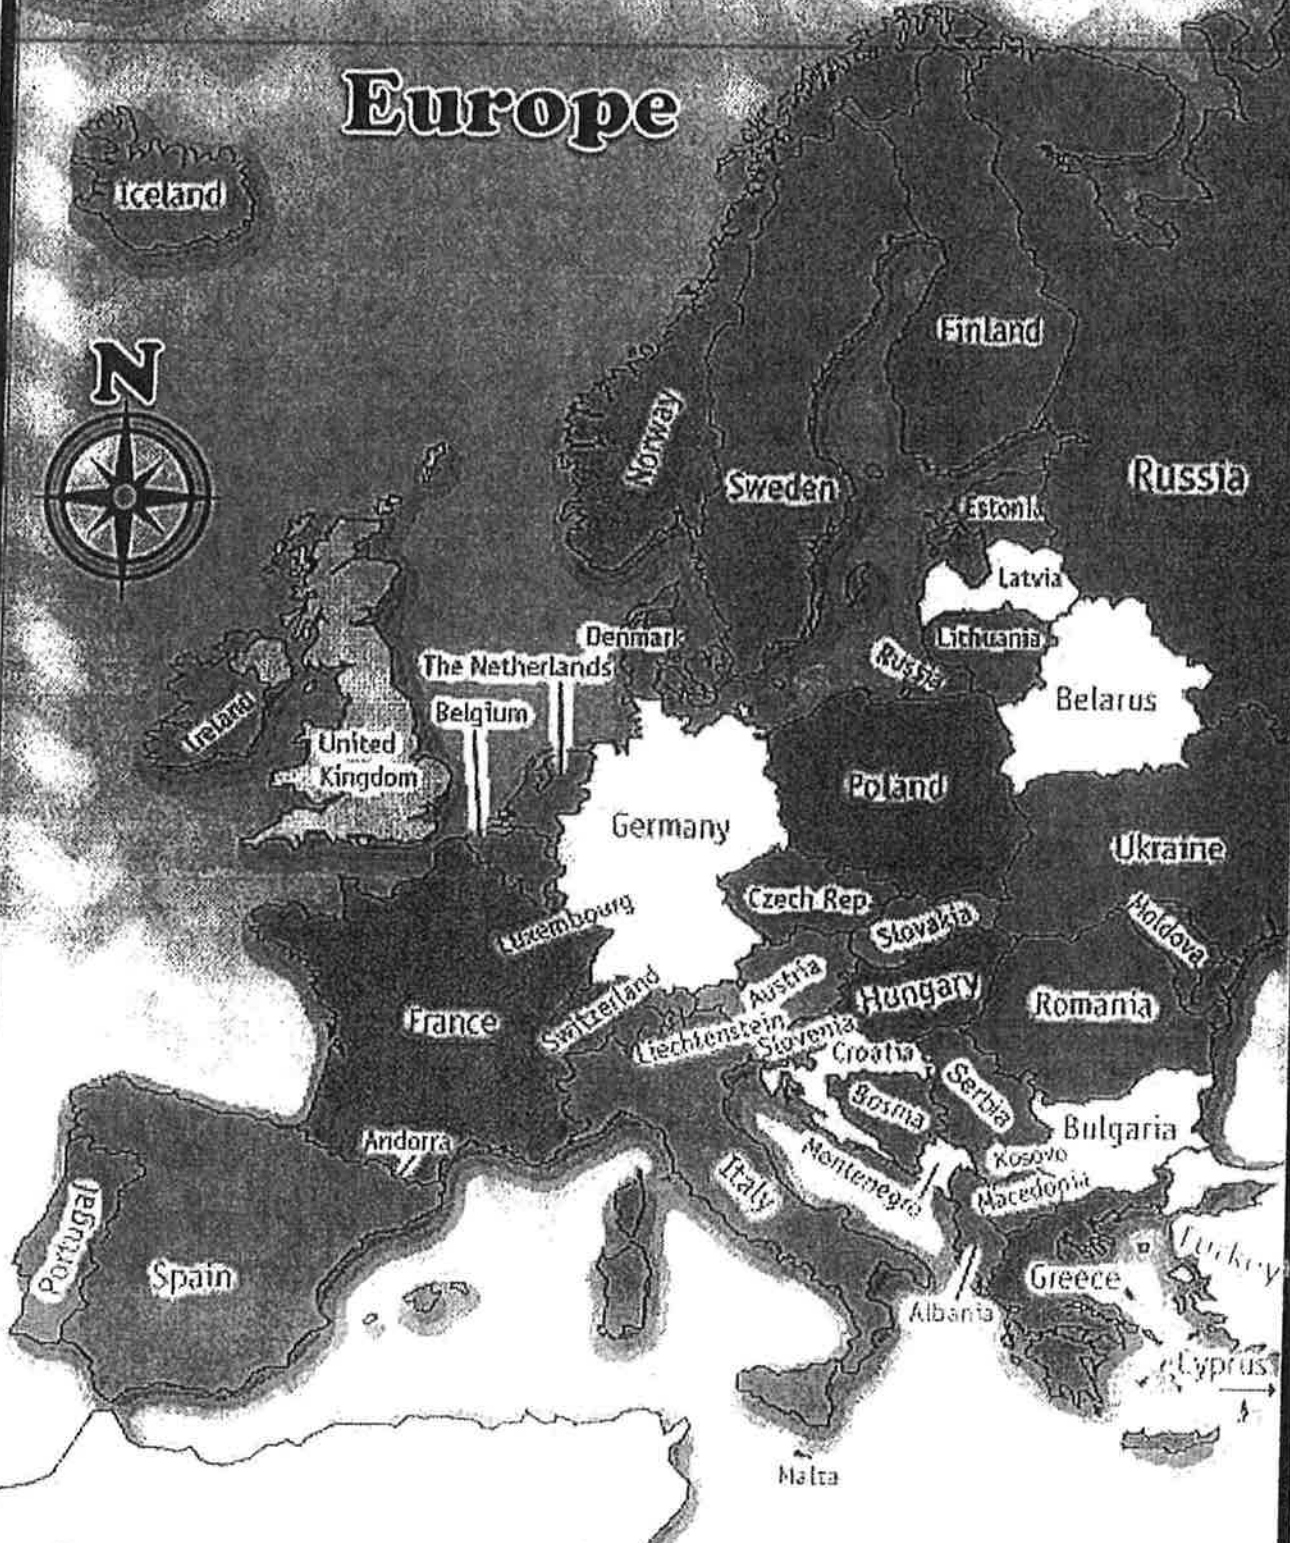 Europe
Iceland
N
Finland
Norway
Sweden
Russia
Estonia
Latvia
Denmark
Lithuania
Russia
The Netherlands
Belarus
Belgium
Ireland
United
Kingdom
Poland
Germany
Ukraine
Czech Rep
Luxembourg
Slovakia
Moldova
Austria
Hungary
Switzerland
Romania
France
Liechtenstein
Slovenia
Croatia
Serbia
Bosnia
Andorra
Bulgaria
Kosovo
Montenegro
Macedonia
Italy
Portugal
Spain
Turkey
Greece
Albania
Cyprus
Malta